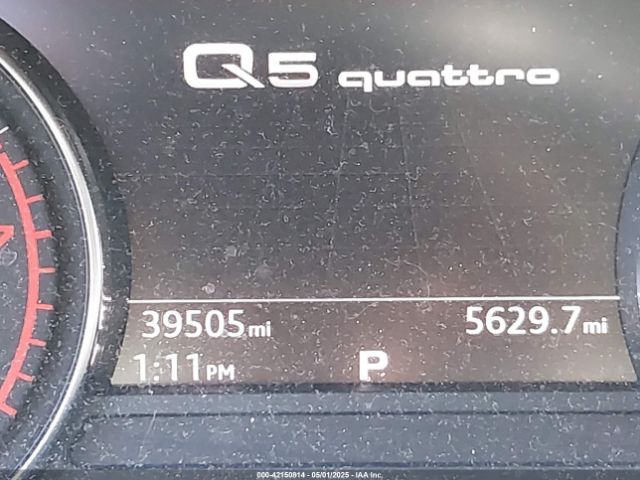 Q5 quattro
39505 mi 5629.7 mi
1:11 PM P
000-42150814 - 05/01/2025 - IAA Inc.